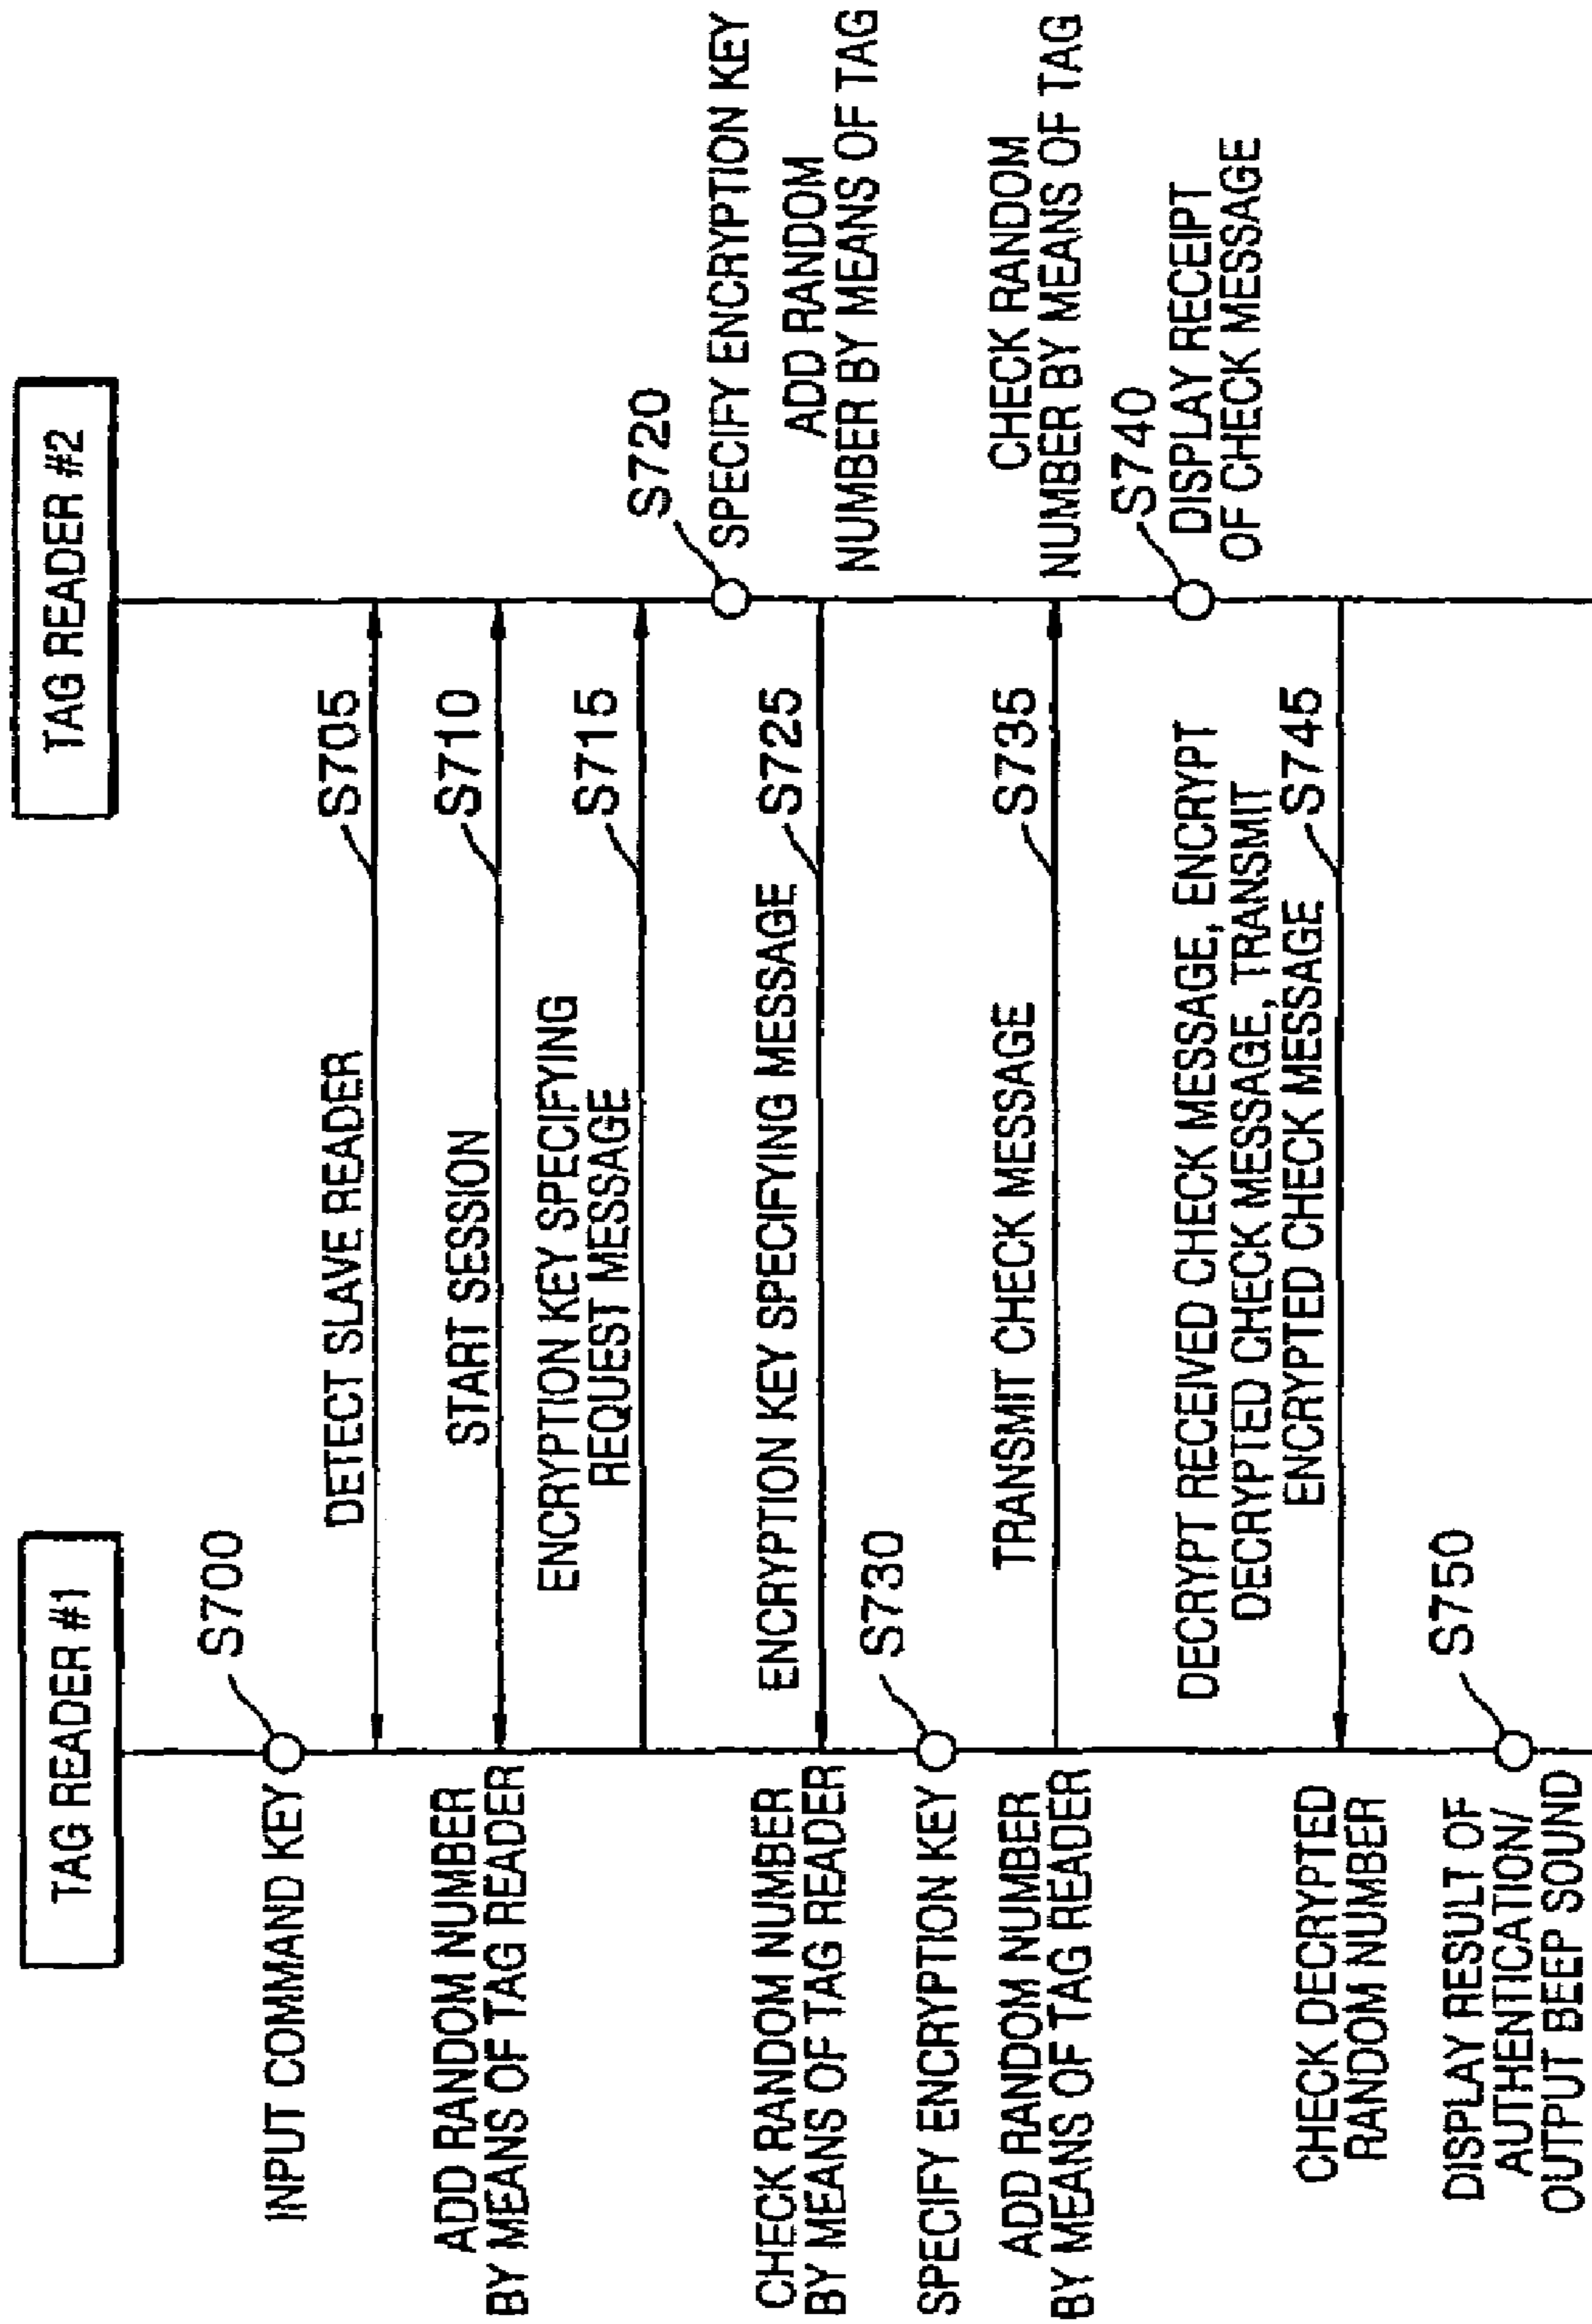 TAG READER #1
TAG READER #2
INPUT COMMAND KEY
S700
DETECT SLAVE READER
S705
ADD RANDOM NUMBER
BY MEANS OF TAG READER
START SESSION
S710
ENCRYPTION KEY SPECIFYING
REQUEST MESSAGE
S715
S720
SPECIFY ENCRYPTION KEY
CHECK RANDOM NUMBER
BY MEANS OF TAG READER
ENCRYPTION KEY SPECIFYING MESSAGE
S725
ADD RANDOM
NUMBER BY MEANS OF TAG
SPECIFY ENCRYPTION KEY
S730
ADD RANDOM NUMBER
BY MEANS OF TAG READER
TRANSMIT CHECK MESSAGE
S735
CHECK RANDOM
NUMBER BY MEANS OF TAG
S740
DISPLAY RECEIPT
OF CHECK MESSAGE
DECRYPT RECEIVED CHECK MESSAGE, ENCRYPT
DECRYPTED CHECK MESSAGE, TRANSMIT
ENCRYPTED CHECK MESSAGE
S745
CHECK DECRYPTED
RANDOM NUMBER
S750
DISPLAY RESULT OF
AUTHENTICATION/
OUTPUT BEEP SOUND